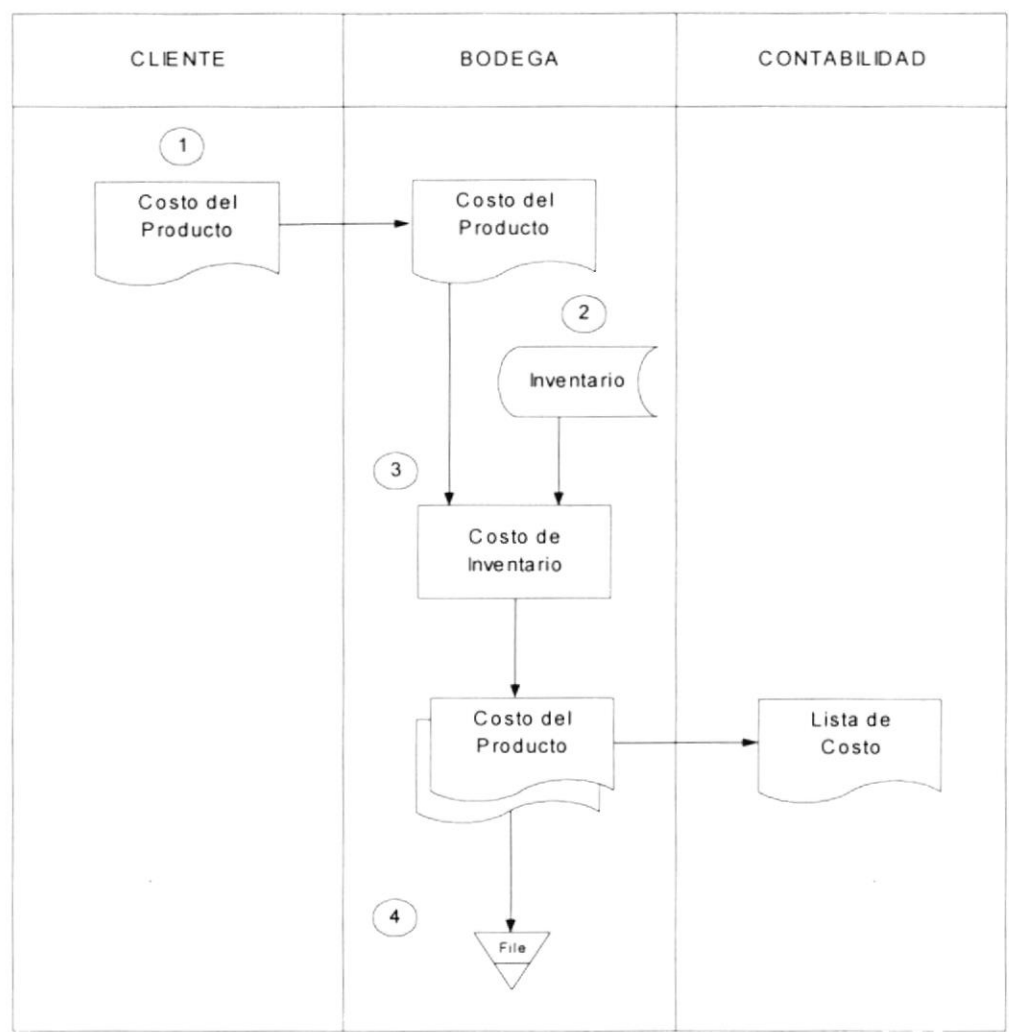 CLIENTE
BODEGA
CONTABILIDAD
1
Costo del
Producto
Costo del
Producto
2
Inventario
3
Costo de
Inventario
Costo del
Producto
Lista de
Costo
4
File